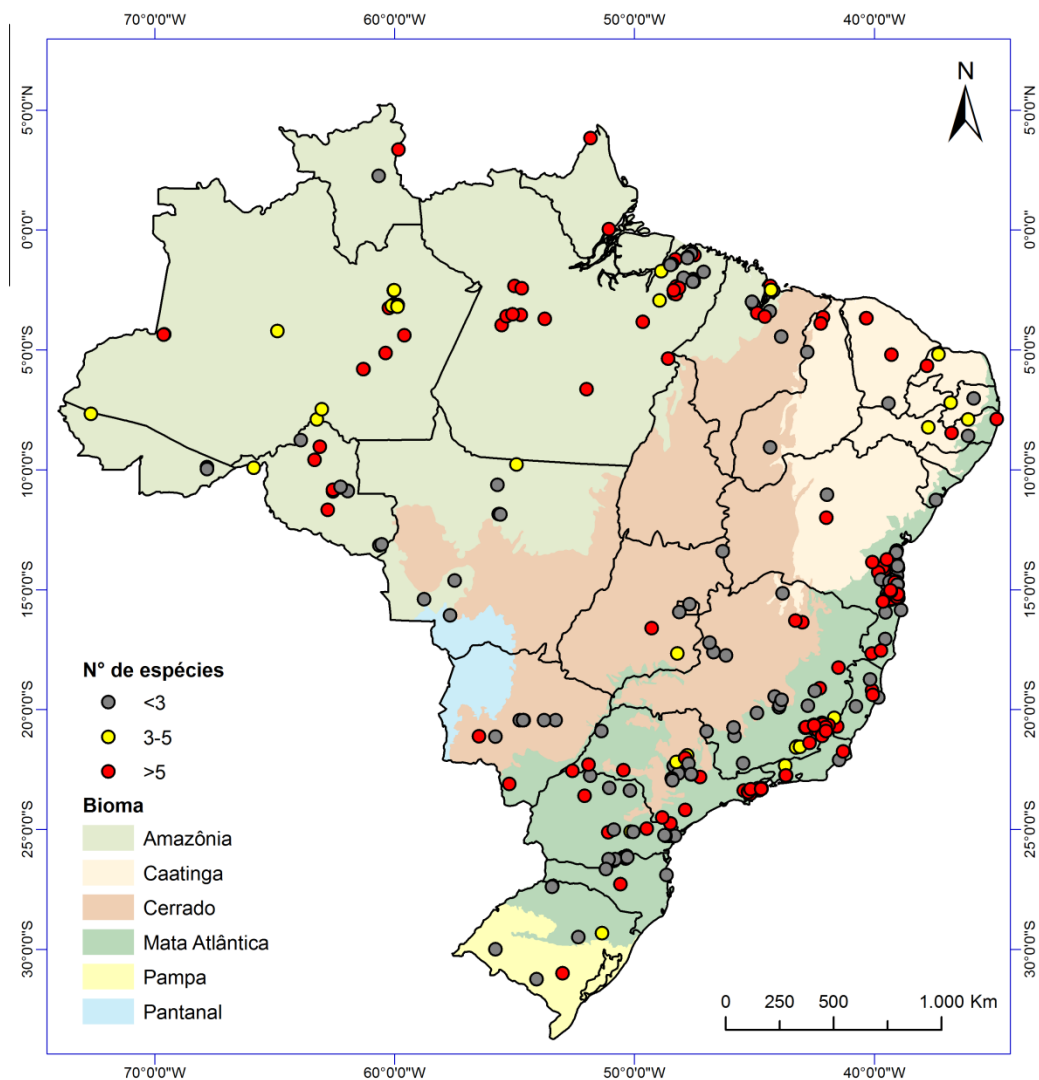 70°0'0"W 60°0'0"W 50°0'0"W 40°0'0"W
N
5°0'0"N 5°0'0"N
0°0'0" 0°0'0"
5°0'0"S 5°0'0"S
10°0'0"S 10°0'0"S
15°0'0"S 15°0'0"S
20°0'0"S 20°0'0"S
25°0'0"S 25°0'0"S
30°0'0"S 30°0'0"S
N° de espécies
<3
3-5
>5
Bioma
Amazônia
Caatinga
Cerrado
Mata Atlântica
Pampa
Pantanal
0 250 500 1.000 Km
70°0'0"W 60°0'0"W 50°0'0"W 40°0'0"W